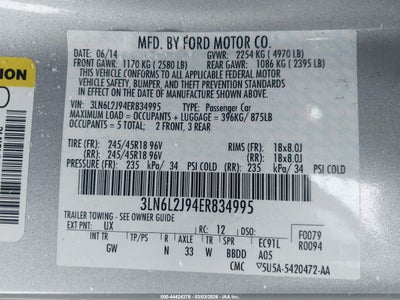 MFD. BY FORD MOTOR CO.
DATE: 06/14 GVWR: 2254 KG ( 4970 LB)
FRONT GAWR: 1170 KG ( 2580 LB) REAR GAWR: 1086 KG ( 2395 LB)
THIS VEHICLE CONFORMS TO ALL APPLICABLE FEDERAL MOTOR
VEHICLE SAFETY, BUMPER, AND THEFT PREVENTION
STANDARDS IN EFFECT ON THE DATE OF MANUFACTURE
SHOWN ABOVE.
VIN: 3LN6L2J94ER834995 TYPE: Passenger Car
MAXIMUM LOAD = OCCUPANTS + LUGGAGE = 396KG/ 875LB
OCCUPANTS = 5 TOTAL: 2 FRONT, 3 REAR
TIRE: 245/45R18 96V RIMS FR: 18x8.0J
245/45R18 96V RR: 18x8.0J
PRESSURE(F) FR: 235 kPa/ 34 PSI COLD RR: 235 kPa/ 34 PSI COLD
3LN6L2J94ER834995
TRAILER TOWING - SEE OWNER GUIDE
EXT PNT: UX RC: 12 DSO: F0079
INT TR TP/PS R AXLE TR SPR EC91L R0094
GW N 33 W BBDD A05
CMC
5U5A-5420472-AA